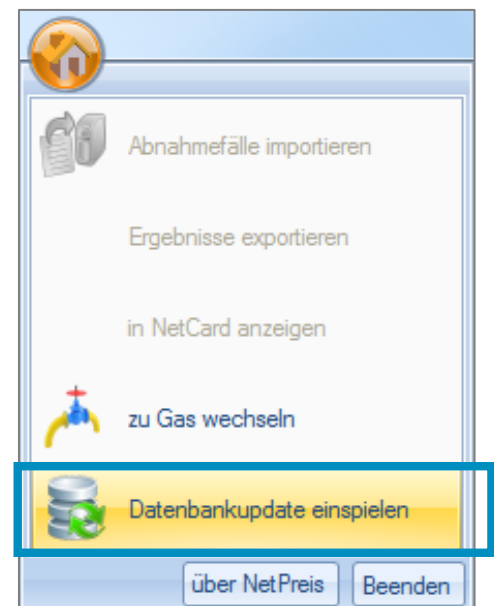 Abnahmefälle importieren
Ergebnisse exportieren
in NetCard anzeigen
zu Gas wechseln
Datenbankupdate einspielen
über NetPreis Beenden